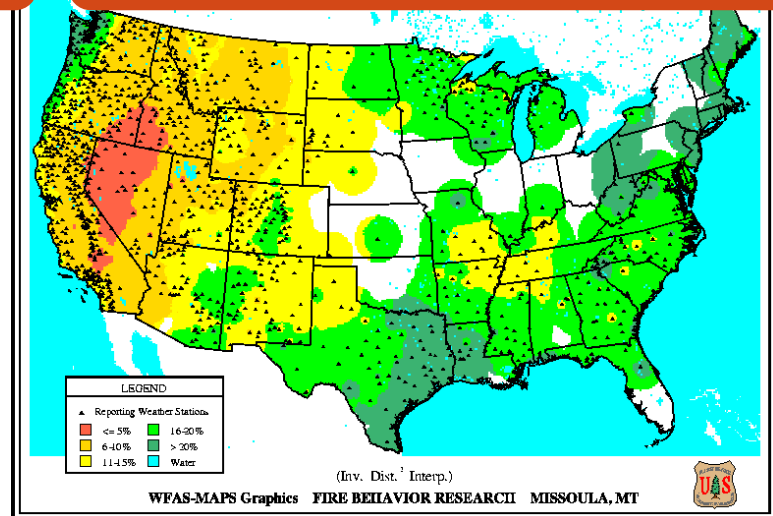 LEGEND
Reporting Weather Stations
<= 5%
16-20%
6-10%
> 20%
11-15%
Water
(Inv. Dist.² Interp.)
WFAS-MAPS Graphics FIRE BEHAVIOR RESEARCH MISSOULA, MT
U S